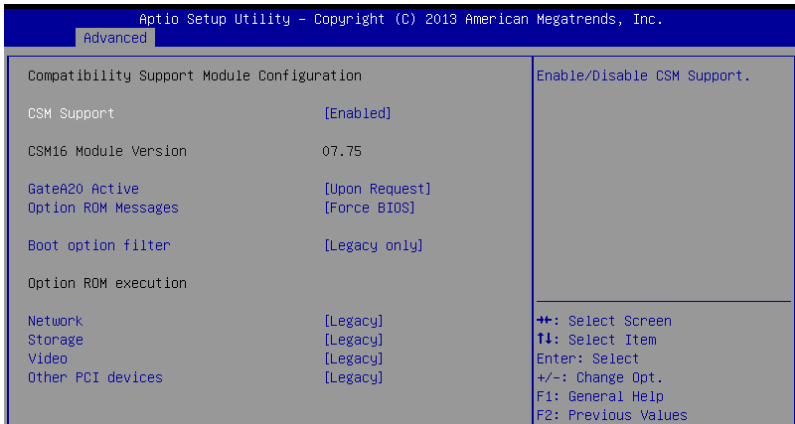 Aptio Setup Utility – Copyright (C) 2013 American Megatrends, Inc.
Advanced
Compatibility Support Module Configuration
CSM Support [Enabled]
CSM16 Module Version 07.75
GateA20 Active [Upon Request]
Option ROM Messages [Force BIOS]
Boot option filter [Legacy only]
Option ROM execution
Network [Legacy]
Storage [Legacy]
Video [Legacy]
Other PCI devices [Legacy]
Enable/Disable CSM Support.
→←: Select Screen
↑↓: Select Item
Enter: Select
+/-: Change Opt.
F1: General Help
F2: Previous Values